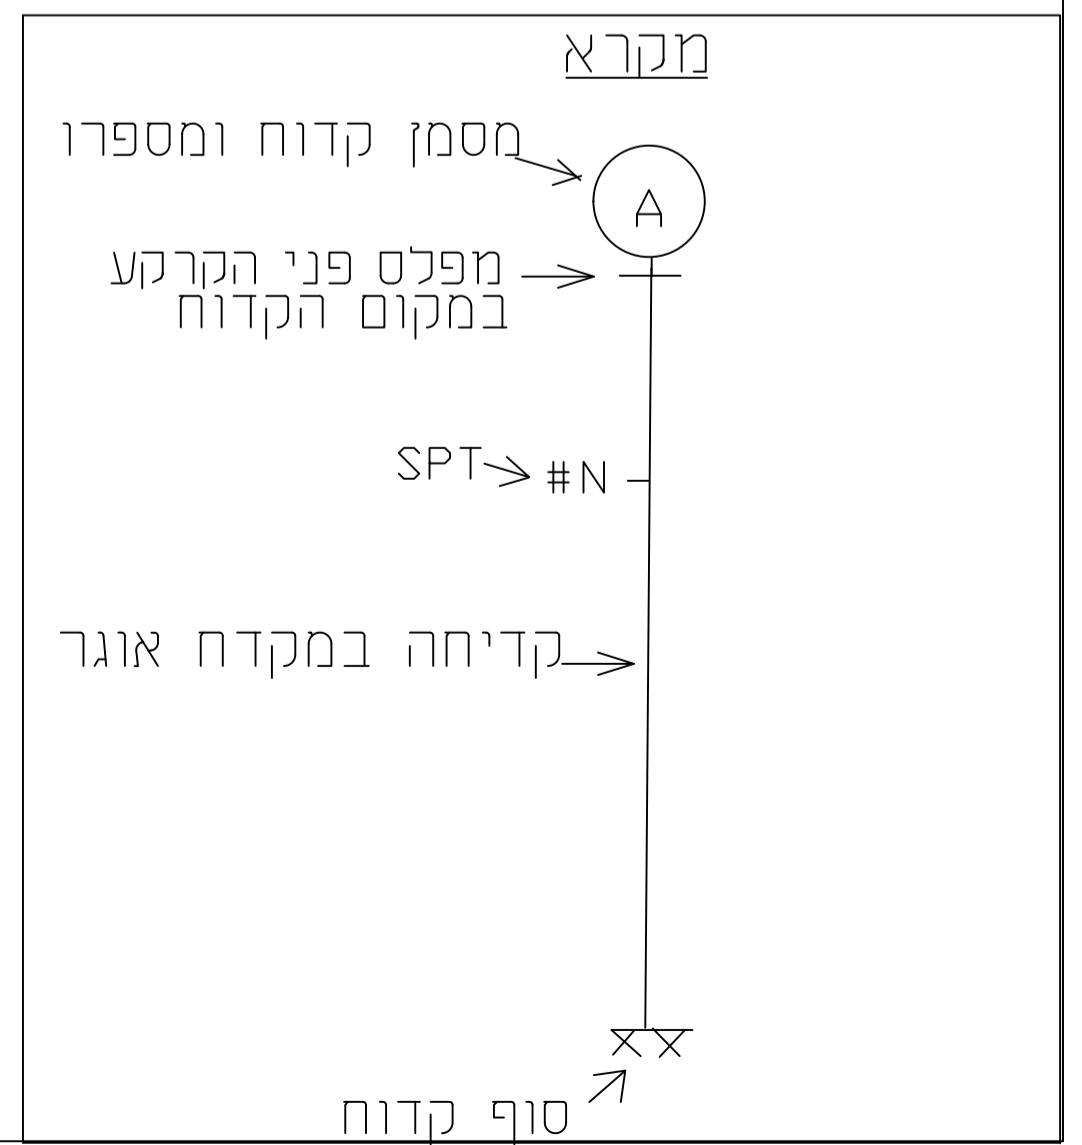 מקרא
מסמן קדוח ומספרו
A
מפלס פני הקרקע
במקום הקדוח
SPT
#N
קדיחה במקדח אוגר
סוף קדוח